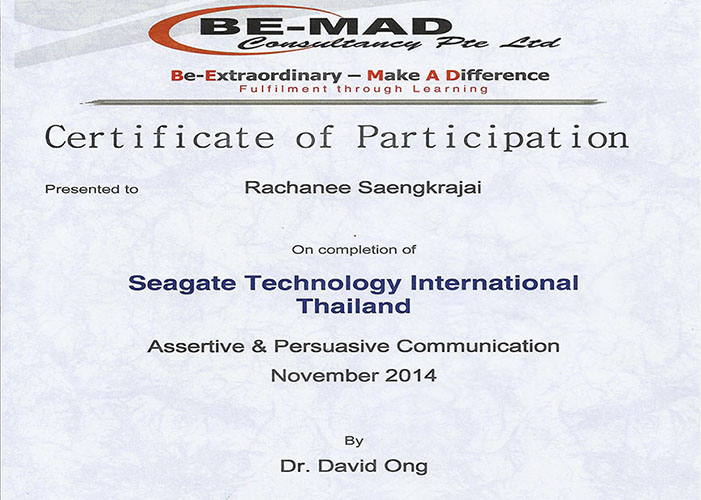 BE-MAD
Consultancy Pte Ltd
Be-Extraordinary – Make A Difference
Fulfilment through Learning
Certificate of Participation
Presented to Rachanee Saengkrajai
On completion of
Seagate Technology International
Thailand
Assertive & Persuasive Communication
November 2014
By
Dr. David Ong